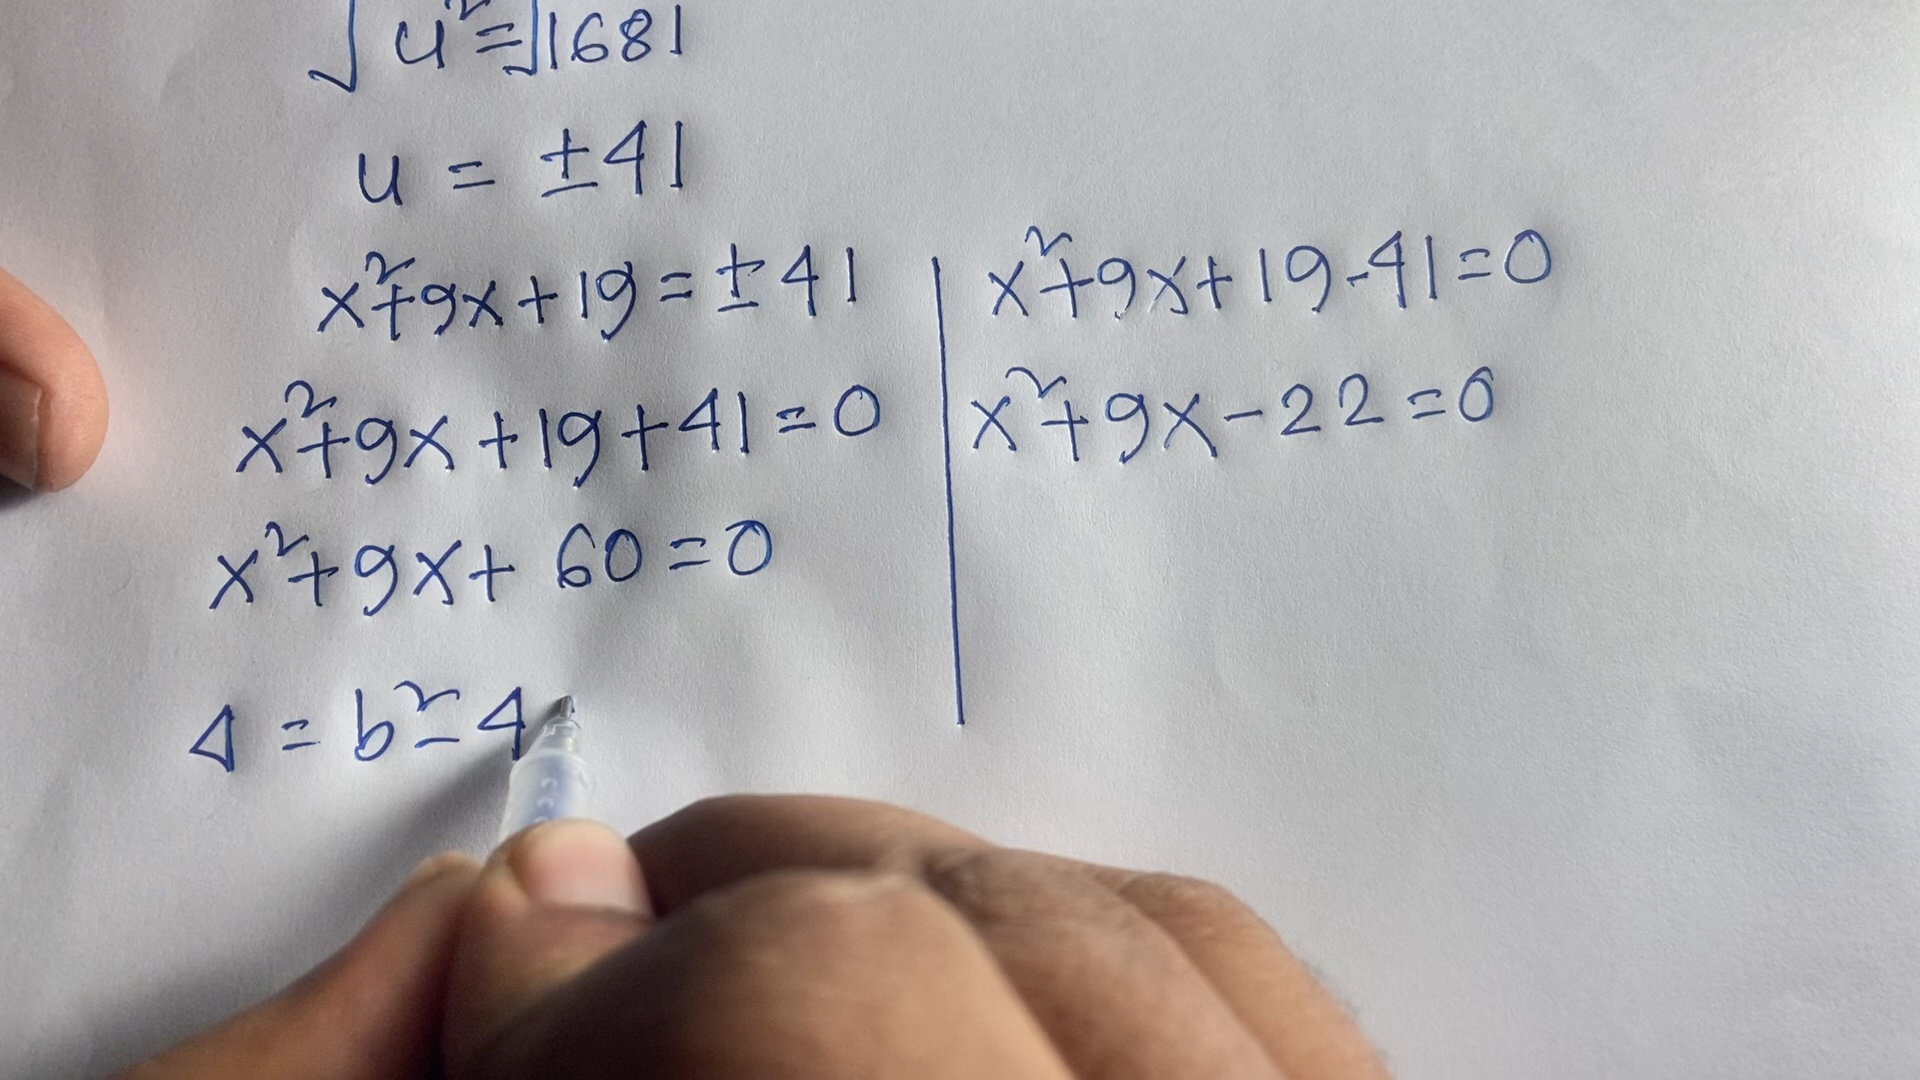 √u²=√1681
u = ±41
x²+9x+19=±41
x²+9x+19+41=0
x²+9x+60=0
Δ = b²-4
x²+9x+19-41=0
x²+9x-22=0